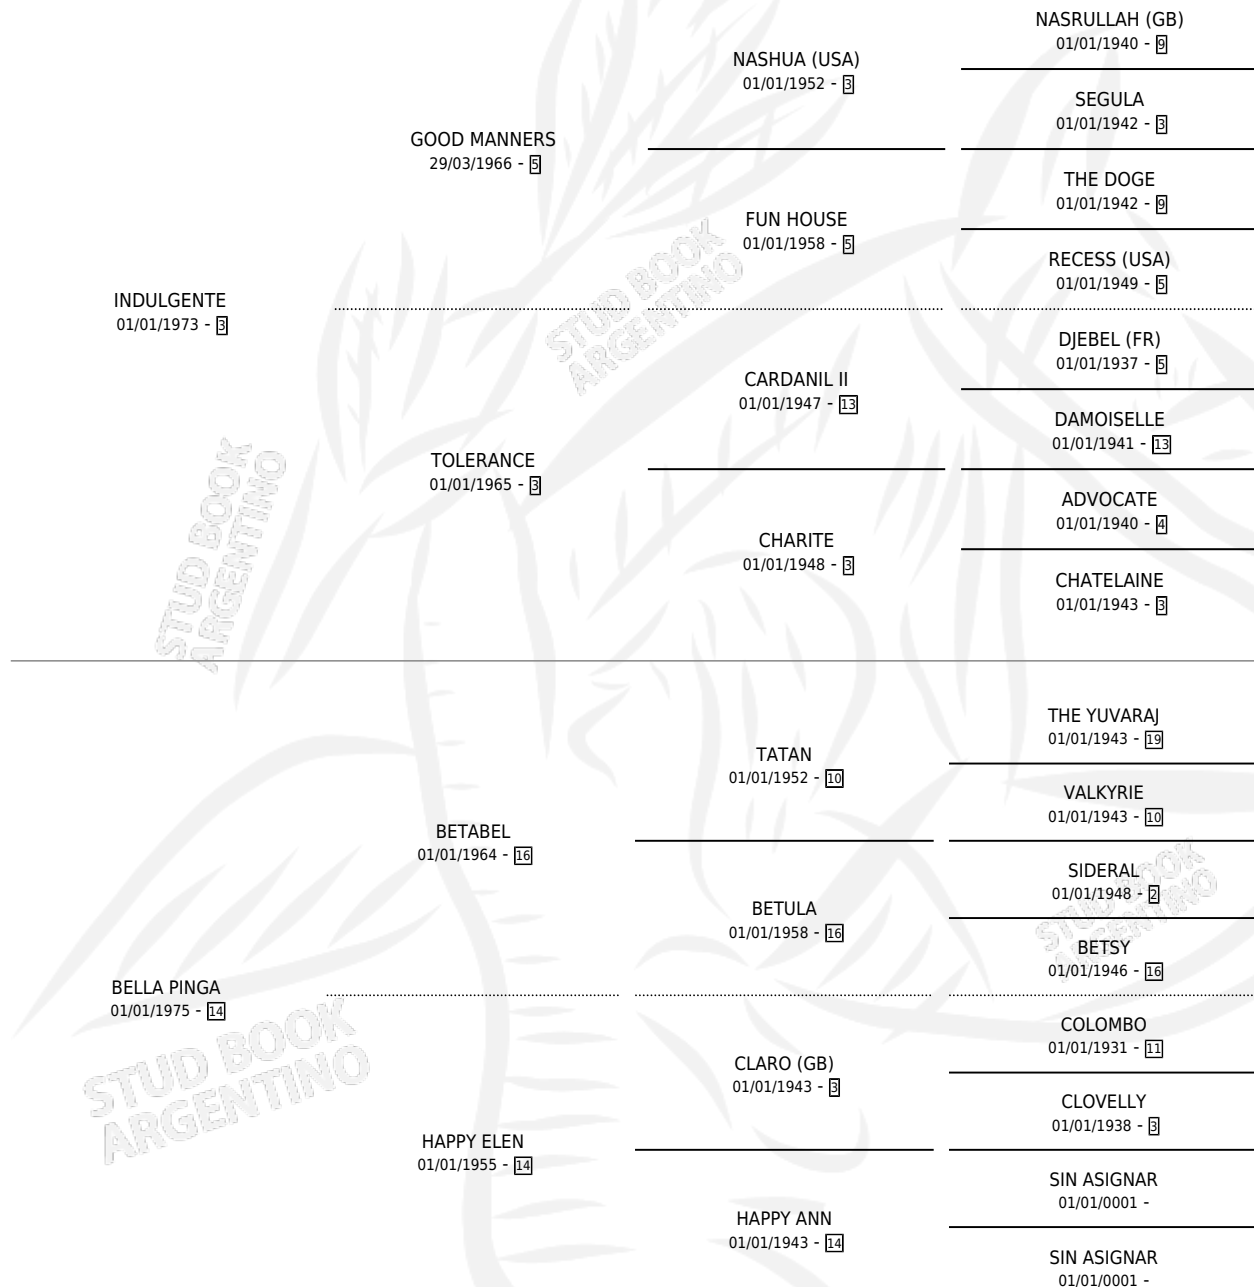 NASRULLAH (GB)
01/01/1940 - 9
NASHUA (USA)
01/01/1952 - 3
SEGULA
01/01/1942 - 3
GOOD MANNERS
29/03/1966 - 5
THE DOGE
01/01/1942 - 9
FUN HOUSE
01/01/1958 - 5
RECESS (USA)
01/01/1949 - 5
INDULGENTE
01/01/1973 - 3
DJEBEL (FR)
01/01/1937 - 5
CARDANIL II
01/01/1947 - 13
DAMOISELLE
01/01/1941 - 13
TOLERANCE
01/01/1965 - 3
ADVOCATE
01/01/1940 - 4
CHARITE
01/01/1948 - 3
CHATELAINE
01/01/1943 - 3
THE YUVARAJ
01/01/1943 - 19
TATAN
01/01/1952 - 10
VALKYRIE
01/01/1943 - 10
BETABEL
01/01/1964 - 16
SIDERAL
01/01/1948 - 2
BETULA
01/01/1958 - 16
BETSY
01/01/1946 - 16
BELLA PINGA
01/01/1975 - 14
COLOMBO
01/01/1931 - 11
CLARO (GB)
01/01/1943 - 3
CLOVELLY
01/01/1938 - 3
HAPPY ELEN
01/01/1955 - 14
SIN ASIGNAR
01/01/0001 -
HAPPY ANN
01/01/1943 - 14
SIN ASIGNAR
01/01/0001 -
STUD BOOK
ARGENTINO
STUD BOOK
ARGENTINO
STUD BOOK
ARGENTINO
STUD BOOK
ARGENTINO